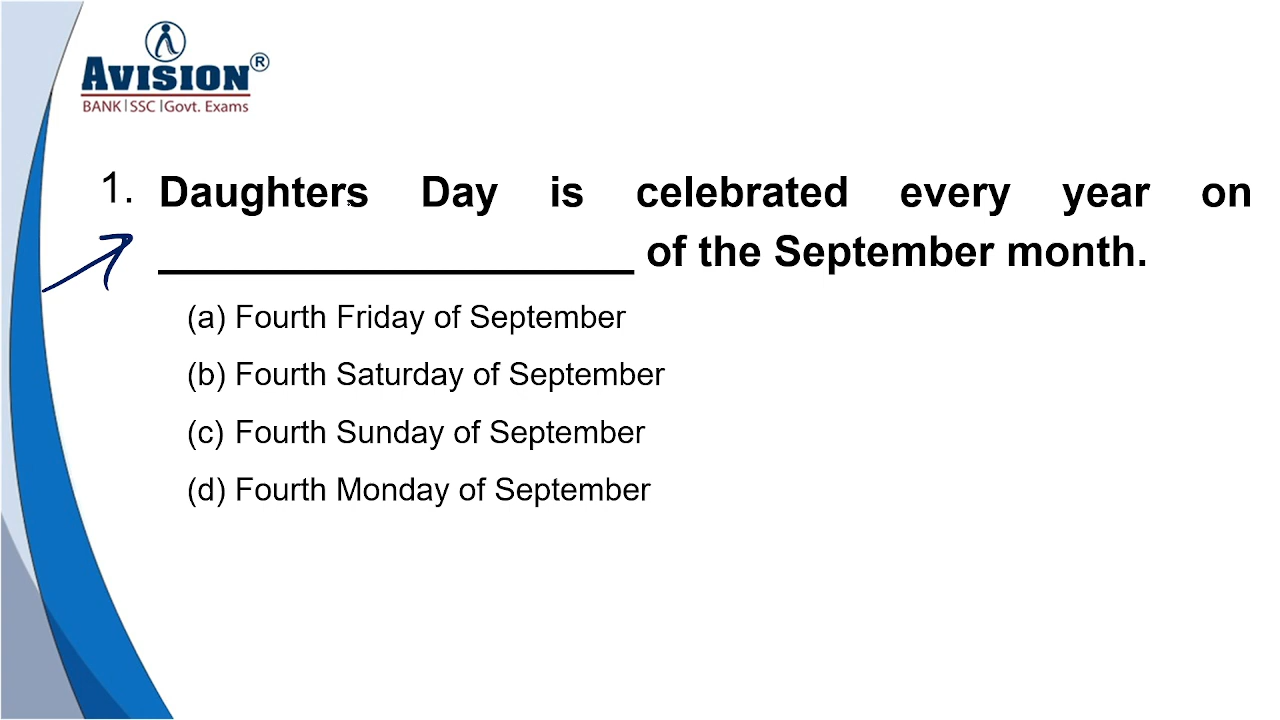 AVISION®
BANK|SSC|Govt. Exams
1. Daughters Day is celebrated every year on
____________________ of the September month.
(a) Fourth Friday of September
(b) Fourth Saturday of September
(c) Fourth Sunday of September
(d) Fourth Monday of September